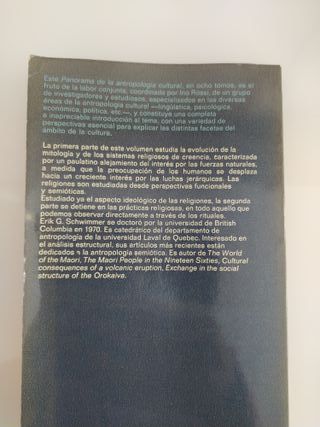 Este Panorama de la antropología cultural, en ocho tomos, es el
fruto de la labor conjunta, coordinada por Ino Rossi, de un grupo
de investigadores y estudiosos, especializados en las diversas
áreas de la antropología cultural —lingüística, psicológica,
económica, política, etc.—, y constituye una completa
e inapreciable introducción al tema, con una variedad de
perspectivas esencial para explicar las distintas facetas del
ámbito de la cultura.
La primera parte de este volumen estudia la evolución de la
mitología y de los sistemas religiosos de creencia, caracterizada
por un paulatino alejamiento del interés por las fuerzas naturales,
a medida que la preocupación de los humanos se desplaza
hacia un creciente interés por las luchas jerárquicas. Las
religiones son estudiadas desde perspectivas funcionales
y semióticas.
Estudiado ya el aspecto ideológico de las religiones, la segunda
parte se detiene en las prácticas religiosas, en todo aquello que
podemos observar directamente a través de los rituales.
Erik G. Schwimmer se doctoró por la universidad de British
Columbia en 1970. Es catedrático del departamento de
antropología de la universidad Laval de Quebec. Interesado en
el análisis estructural, sus artículos más recientes están
dedicados a la antropología semiótica. Es autor de The World
of the Maori, The Maori People in the Nineteen Sixties, Cultural
consequences of a volcanic eruption, Exchange in the social
structure of the Orokaiva.